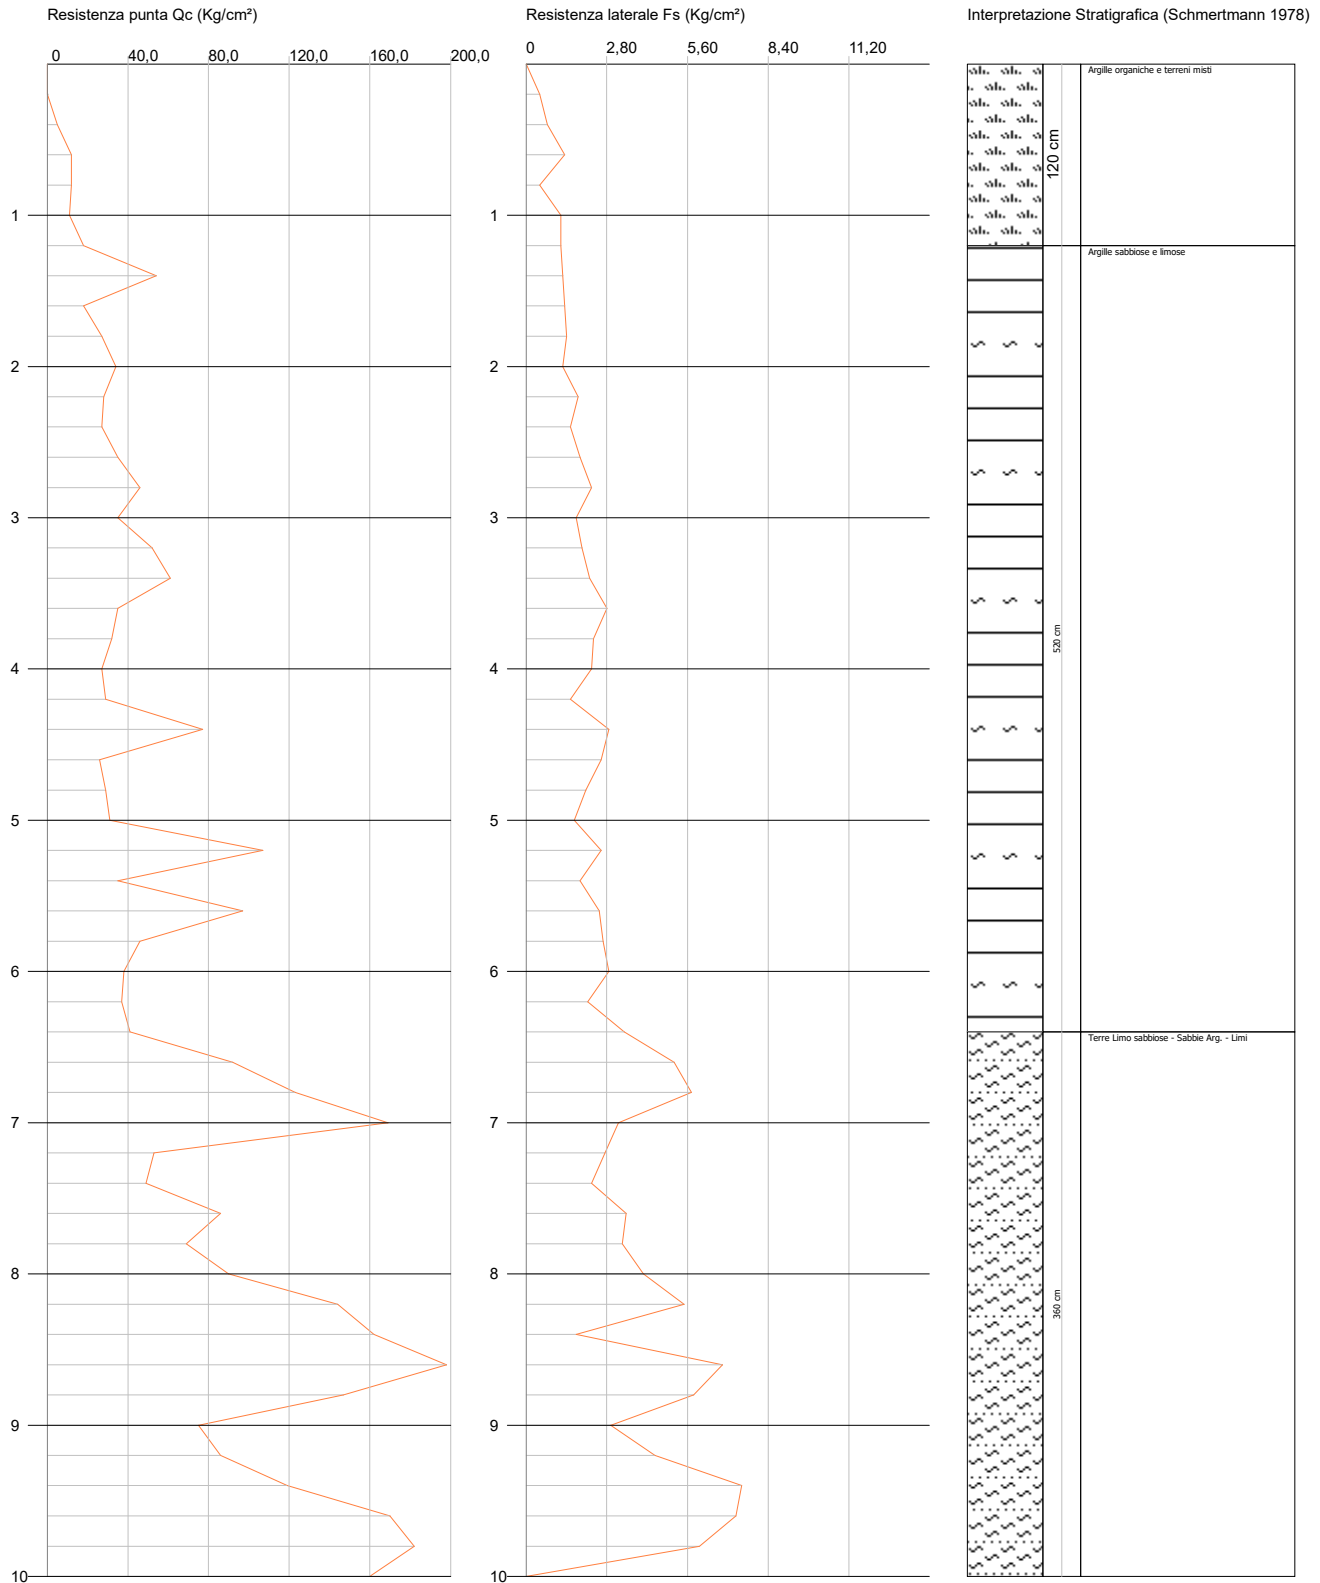 Resistenza punta Qc (Kg/cm²)
0 40,0 80,0 120,0 160,0 200,0
1
2
3
4
5
6
7
8
9
10
Resistenza laterale Fs (Kg/cm²)
0 2,80 5,60 8,40 11,20
1
2
3
4
5
6
7
8
9
10
Interpretazione Stratigrafica (Schmertmann 1978)
120 cm
Argille organiche e terreni misti
520 cm
Argille sabbiose e limose
360 cm
Terre Limo sabbiose - Sabbie Arg. - Limi